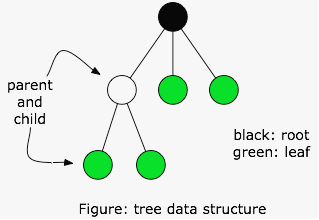 parent
and
child
black: root
green: leaf
Figure: tree data structure